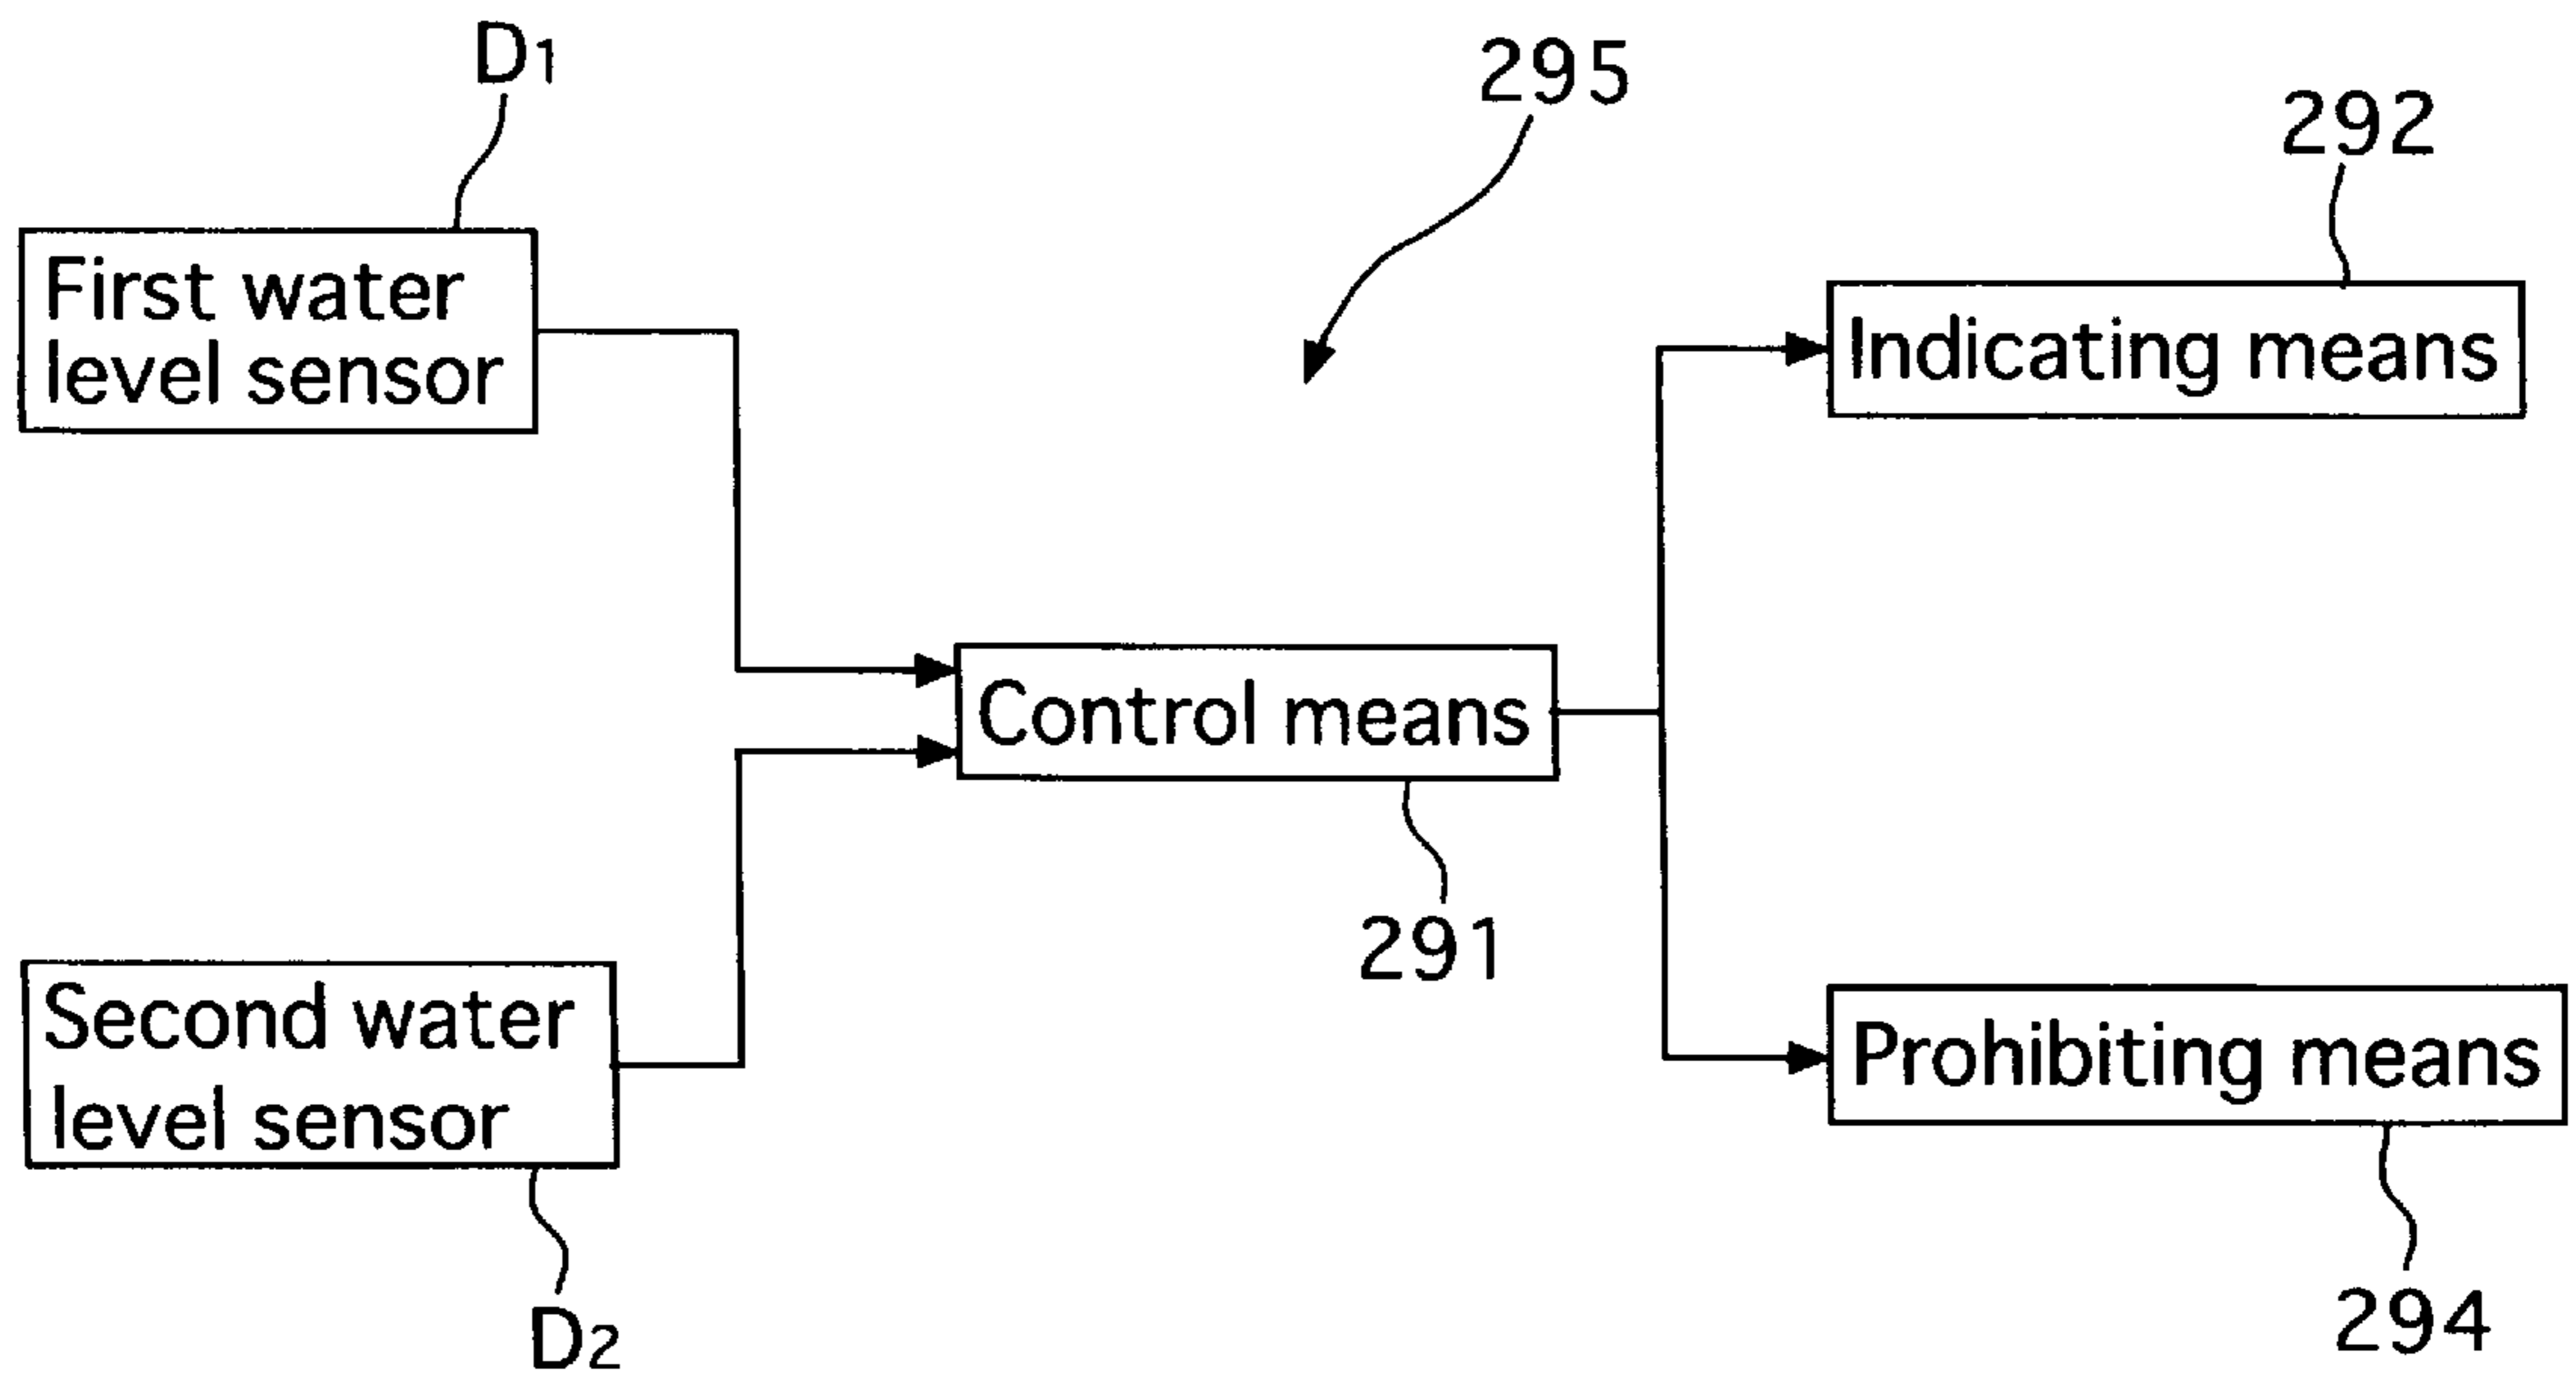 D1
295
292
First water
level sensor
Indicating means
Control means
291
Second water
level sensor
Prohibiting means
D2
294